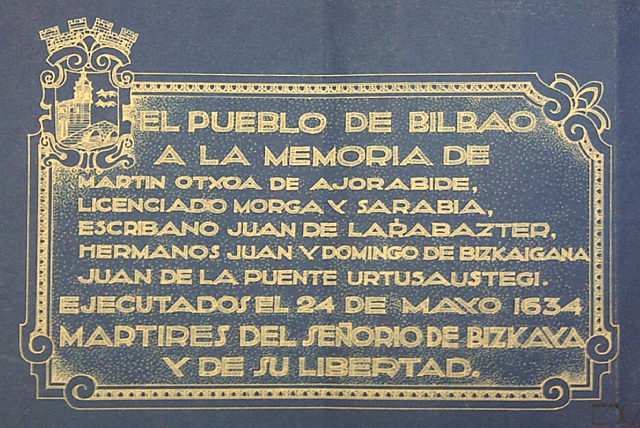 EL PUEBLO DE BILBAO
A LA MEMORIA DE
MARTIN OTXOA DE AJORABIDE,
LICENCIADO MORGA Y SARABIA,
ESCRIBANO JUAN DE LAŔABAZTER,
HERMANOS JUAN Y DOMINGO DE BIZKAIGANA
JUAN DE LA PUENTE URTUSAUSTEGI.
EJECUTADOS EL 24 DE MAYO 1634
MARTIRES DEL SEÑORIO DE BIZKAYA
Y DE SU LIBERTAD.